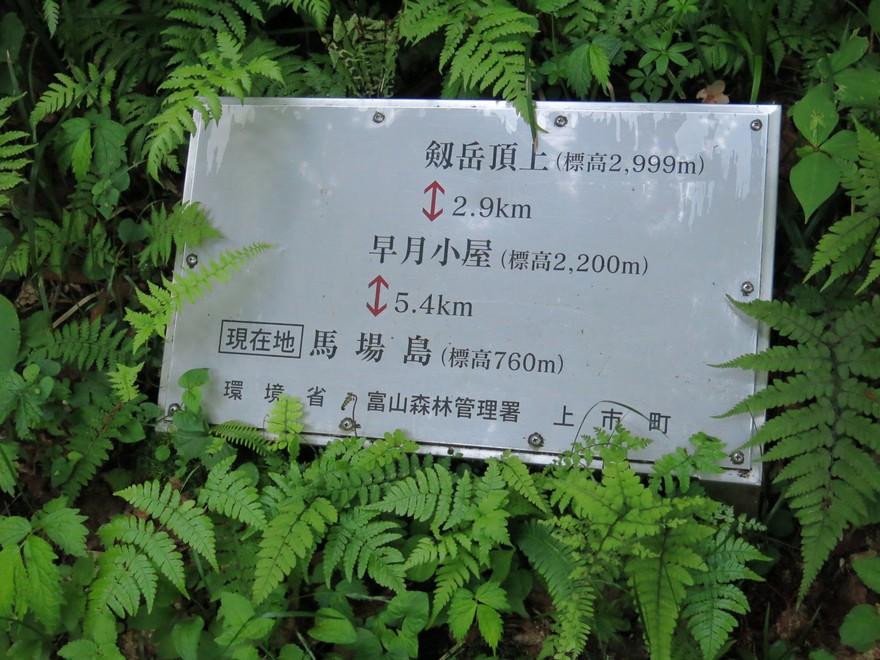 剱岳頂上(標高2,999m)
2.9km
早月小屋(標高2,200m)
5.4km
現在地 馬場島(標高760m)
環境省 富山森林管理署 上市町